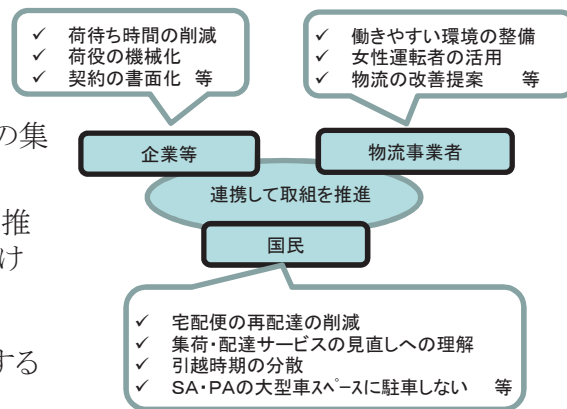 ✓ 荷待ち時間の削減
✓ 荷役の機械化
✓ 契約の書面化 等
✓ 働きやすい環境の整備
✓ 女性運転者の活用
✓ 物流の改善提案 等
の集
推
け
する
企業等
物流事業者
連携して取組を推進
国民
✓ 宅配便の再配達の削減
✓ 集荷・配達サービスの見直しへの理解
✓ 引越時期の分散
✓ SA・PAの大型車ｽﾍﾟｰｽに駐車しない 等